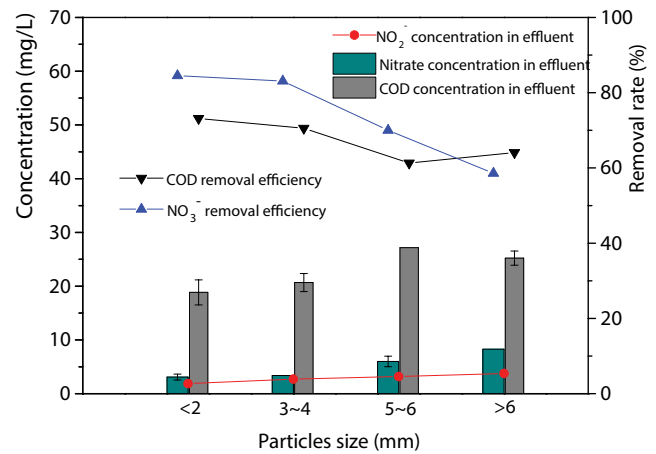 70
60
50
40
30
20
10
0
Concentration (mg/L)
100
80
60
40
20
0
Removal rate (%)
NO₂⁻ concentration in effluent
Nitrate concentration in effluent
COD concentration in effluent
COD removal efficiency
NO₃⁻ removal efficiency
<2 3~4 5~6 >6
Particles size (mm)